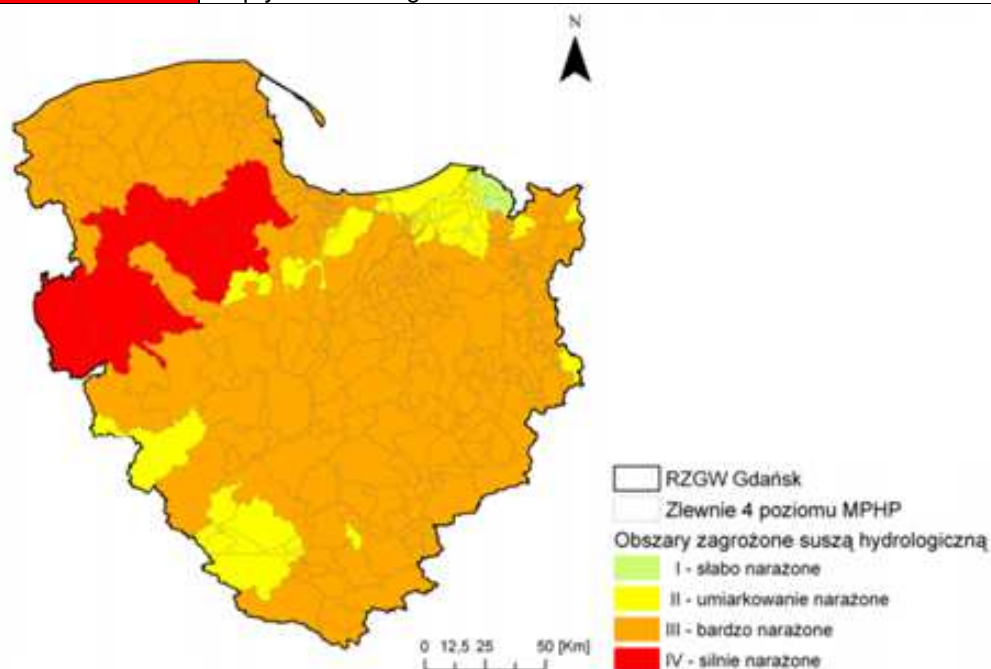 N
RZGW Gdańsk
Zlewnie 4 poziomu MPHP
Obszary zagrożone suszą hydrologiczną
I - słabo narażone
II - umiarkowanie narażone
III - bardzo narażone
IV - silnie narażone
0 12,5 25 50 [Km]